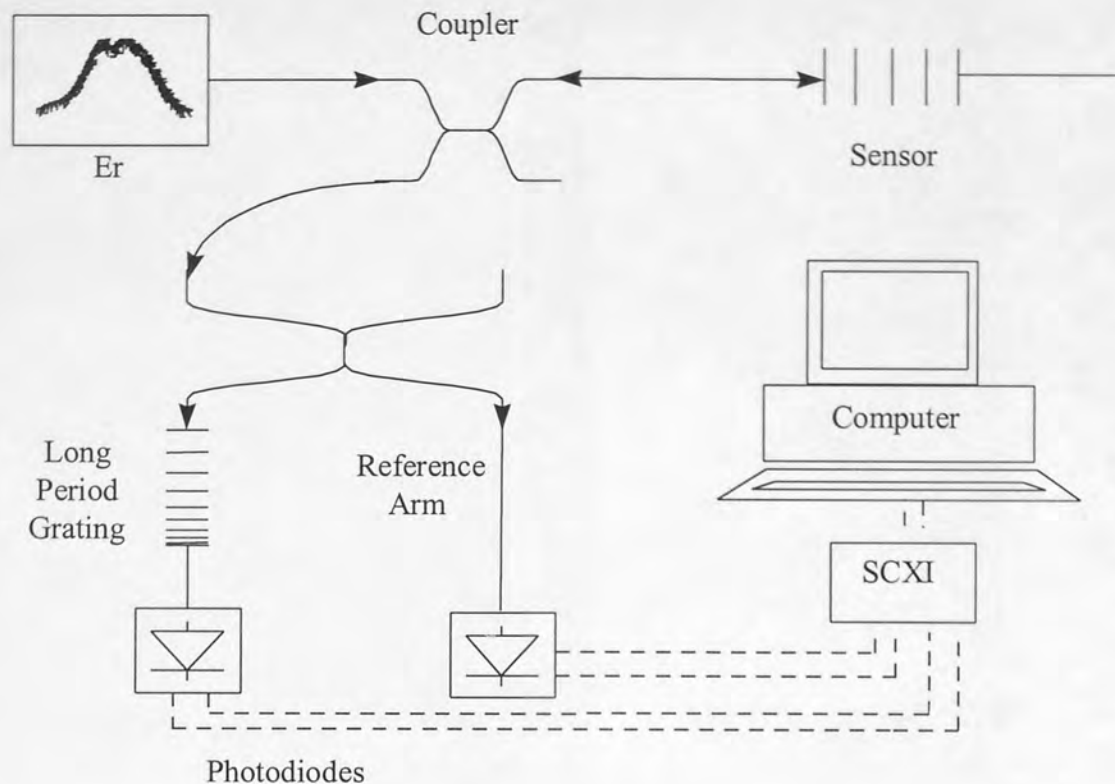 Coupler
Er
Sensor
Computer
Long
Period
Grating
Reference
Arm
SCXI
Photodiodes